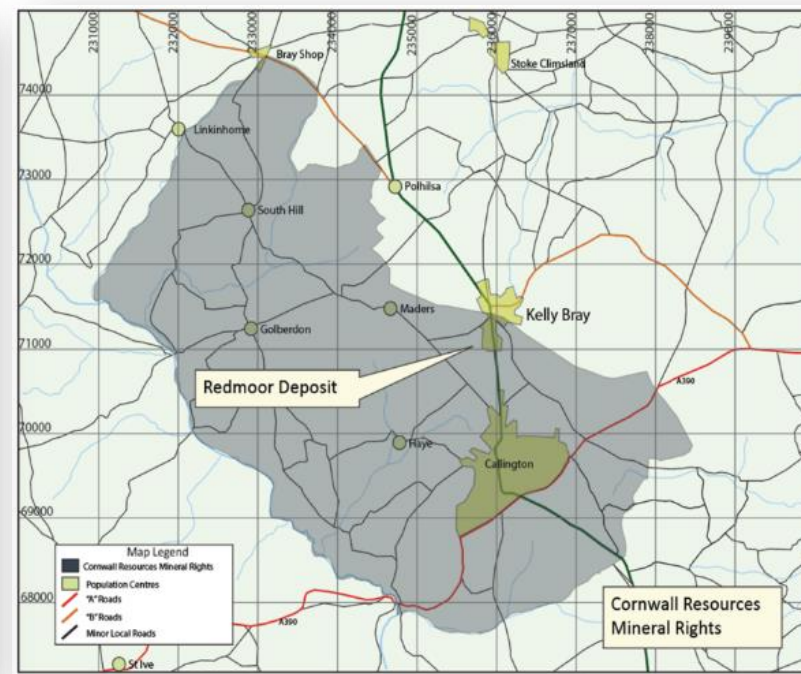 231000
232000
233000
234000
235000
236000
237000
238000
239000
Bray Shop
Stoke Climsland
74000
Linkinhorne
73000
Polhilsa
South Hill
72000
Maders
Kelly Bray
Golberdon
71000
Redmoor Deposit
A390
70000
Haye
Callington
69000
Map Legend
Cornwall Resources Mineral Rights
Population Centres
"A" Roads
"B" Roads
Minor Local Roads
68000
A390
Cornwall Resources
Mineral Rights
St Ive